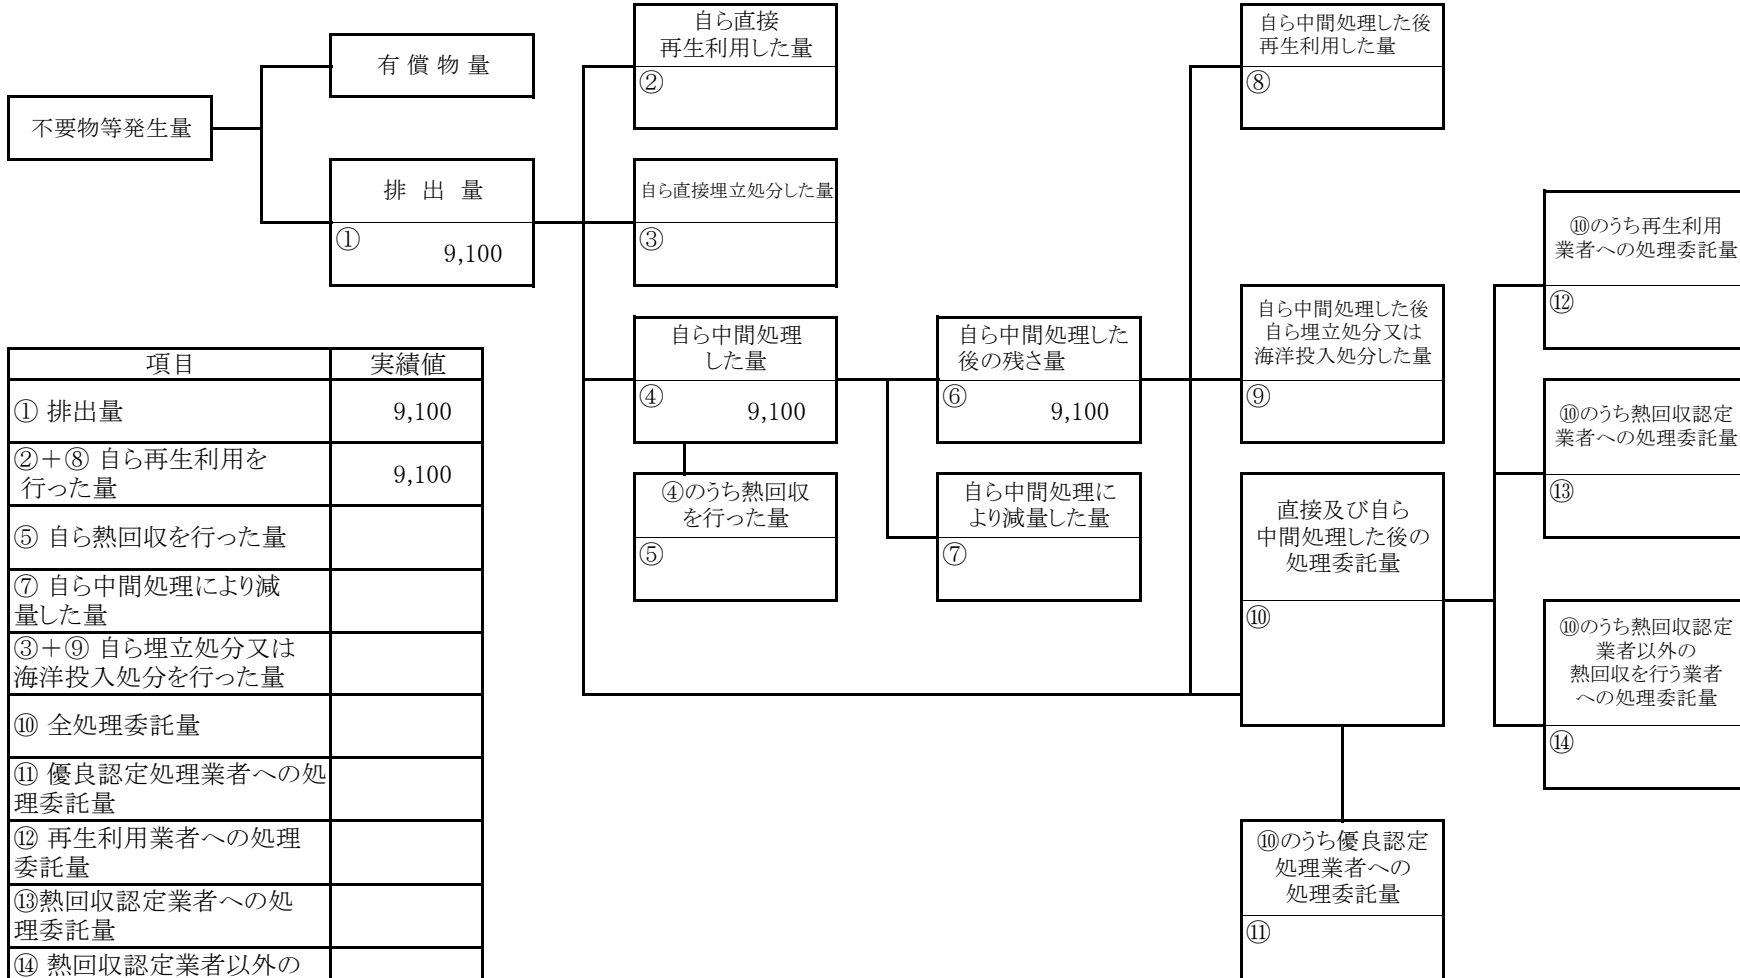 不要物等発生量
有 償 物 量
排 出 量
①
9,100
自ら直接
再生利用した量
②
自ら直接埋立処分した量
③
自ら中間処理
した量
④
9,100
④のうち熱回収
を行った量
⑤
自ら中間処理した
後の残さ量
⑥
9,100
自ら中間処理に
より減量した量
⑦
自ら中間処理した後
再生利用した量
⑧
自ら中間処理した後
自ら埋立処分又は
海洋投入処分した量
⑨
直接及び自ら
中間処理した後の
処理委託量
⑩
⑩のうち優良認定
処理業者への
処理委託量
⑪
⑩のうち再生利用
業者への処理委託量
⑫
⑩のうち熱回収認定
業者への処理委託量
⑬
⑩のうち熱回収認定
業者以外の
熱回収を行う業者
への処理委託量
⑭
項目 実績値
① 排出量 9,100
②＋⑧ 自ら再生利用を
行った量 9,100
⑤ 自ら熱回収を行った量
⑦ 自ら中間処理により減
量した量
③＋⑨ 自ら埋立処分又は
海洋投入処分を行った量
⑩ 全処理委託量
⑪ 優良認定処理業者への処
理委託量
⑫ 再生利用業者への処理
委託量
⑬熱回収認定業者への処
理委託量
⑭ 熱回収認定業者以外の